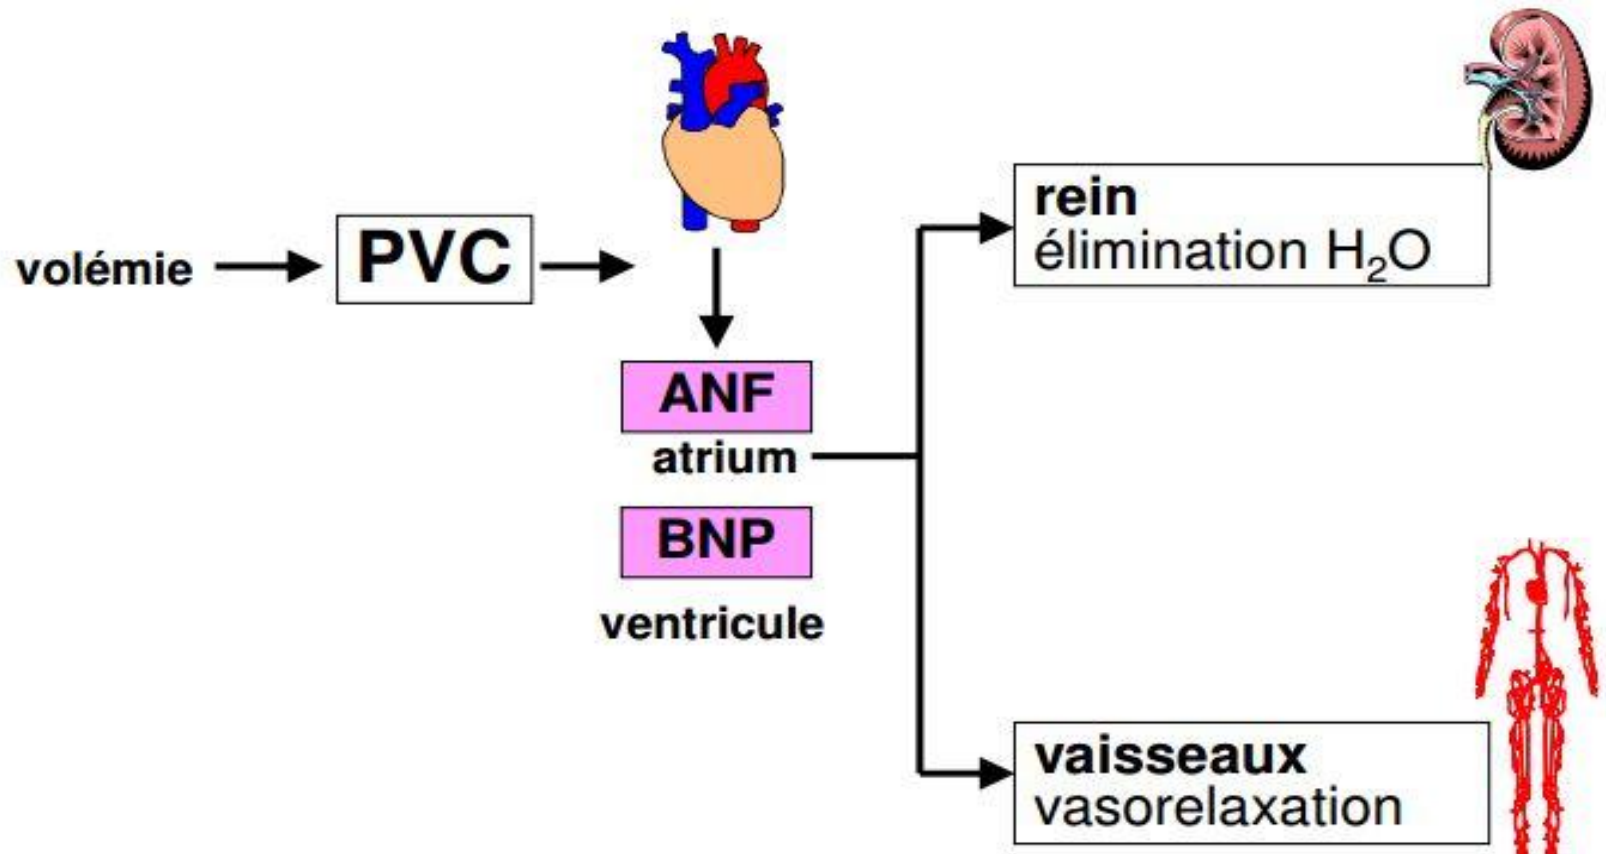 volémie
PVC
ANF
atrium
BNP
ventricule
rein
élimination H₂O
vaisseaux
vasorelaxation